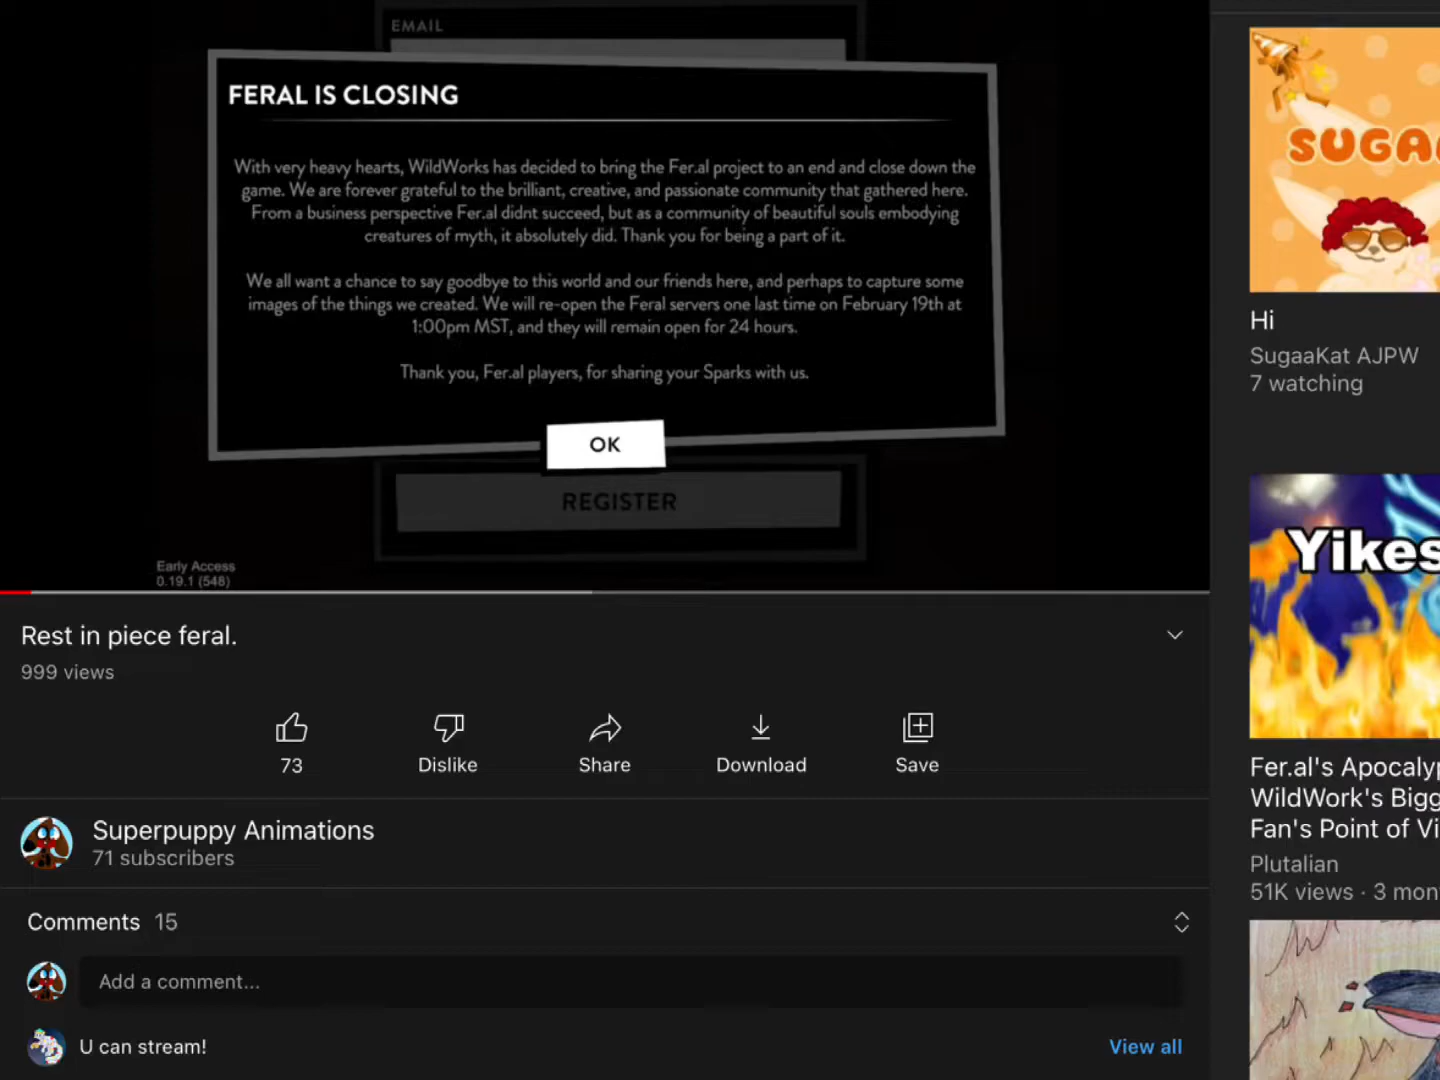 EMAIL
FERAL IS CLOSING
With very heavy hearts, WildWorks has decided to bring the Fer.al project to an end and close down the
game. We are forever grateful to the brilliant, creative, and passionate community that gathered here.
From a business perspective Fer.al didnt succeed, but as a community of beautiful souls embodying
creatures of myth, it absolutely did. Thank you for being a part of it.
We all want a chance to say goodbye to this world and our friends here, and perhaps to capture some
images of the things we created. We will re-open the Feral servers one last time on February 19th at
1:00pm MST, and they will remain open for 24 hours.
Thank you, Fer.al players, for sharing your Sparks with us.
OK
REGISTER
Early Access
0.19.1 (548)
Rest in piece feral.
999 views
73
Dislike
Share
Download
Save
Superpuppy Animations
71 subscribers
Comments 15
Add a comment...
U can stream!
View all
SUGA
Hi
SugaaKat AJPW
7 watching
Yikes
Fer.al's Apocaly
WildWork's Bigg
Fan's Point of Vi
Plutalian
51K views · 3 mon